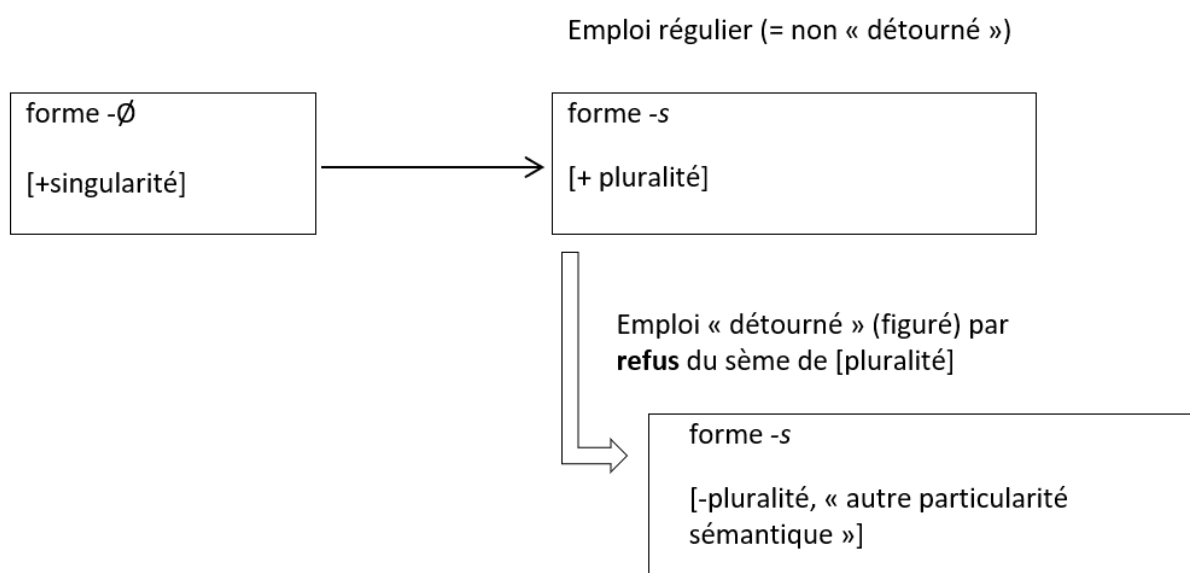 Emploi régulier (= non « détourné »)
forme -Ø
[+singularité]
forme -s
[+ pluralité]
Emploi « détourné » (figuré) par
refus du sème de [pluralité]
forme -s
[-pluralité, « autre particularité
sémantique »]